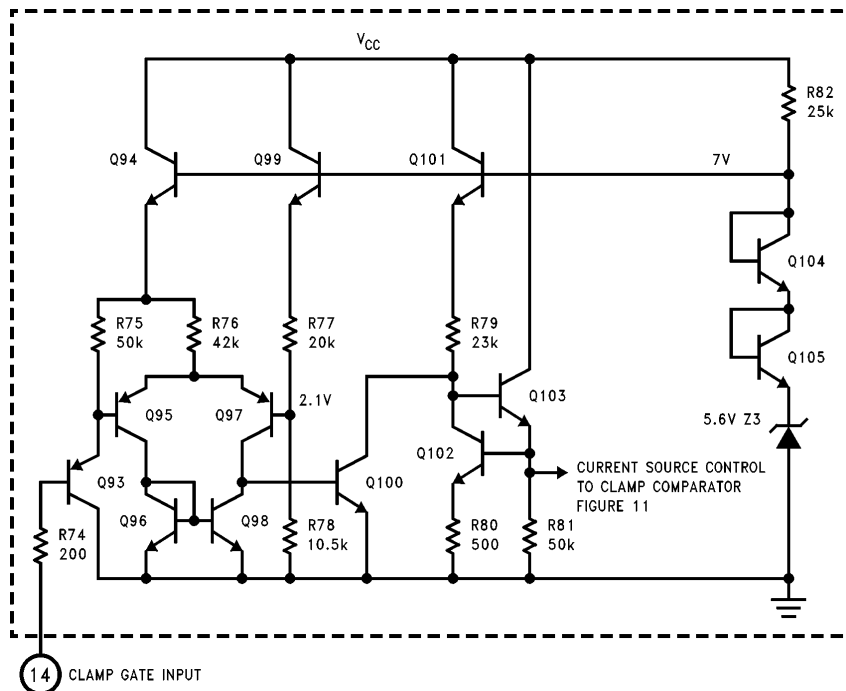 VCC
R82
25k
Q94
Q99
Q101
7V
Q104
R75
50k
R76
42k
R77
20k
R79
23k
Q105
2.1V
Q95
Q97
Q103
5.6V Z3
Q102
CURRENT SOURCE CONTROL
TO CLAMP COMPARATOR
FIGURE 11
Q93
Q100
Q96
Q98
R74
200
R78
10.5k
R80
500
R81
50k
14 CLAMP GATE INPUT